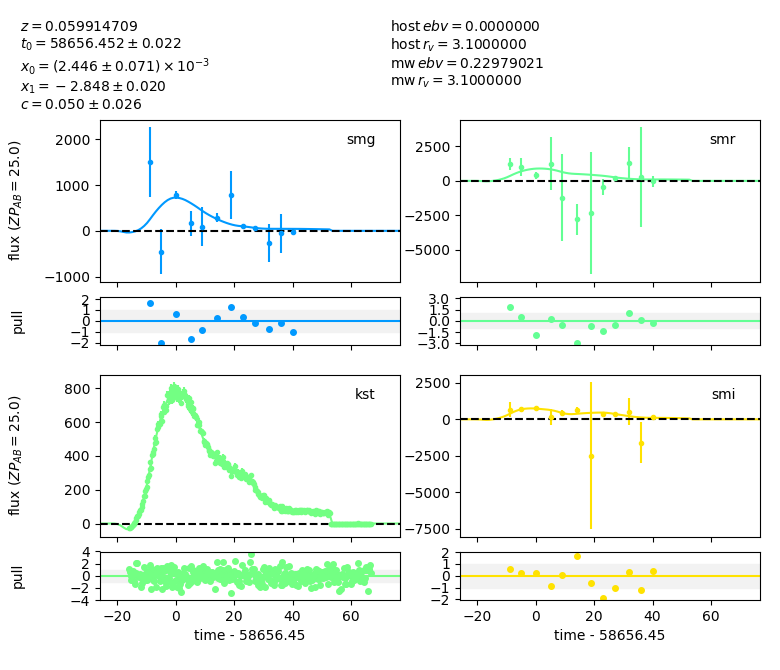 z = 0.059914709
t₀ = 58656.452 ± 0.022
x₀ = (2.446 ± 0.071) × 10⁻³
x₁ = −2.848 ± 0.020
c = 0.050 ± 0.026
host ebv = 0.0000000
host r_v = 3.1000000
mw ebv = 0.22979021
mw r_v = 3.1000000
smg
flux (ZP_AB = 25.0)
2000
1000
0
−1000
smr
2500
0
−2500
−5000
pull
2
1
0
−1
−2
3.0
1.5
0.0
−1.5
−3.0
kst
flux (ZP_AB = 25.0)
800
600
400
200
0
smi
2500
0
−2500
−5000
−7500
pull
4
2
1
0
−1
−2
−4
2
1
0
−1
−2
−20 0 20 40 60
−20 0 20 40 60
time - 58656.45
time - 58656.45